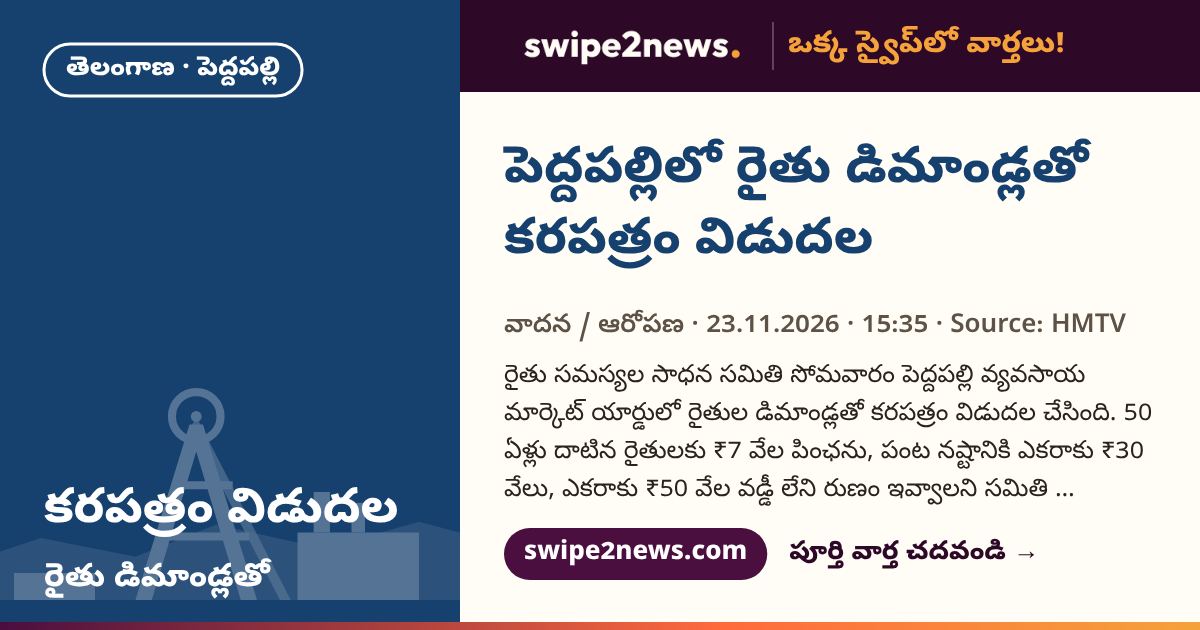 తెలంగాణ · పెద్దపల్లి
కరపత్రం విడుదల
రైతు డిమాండ్లతో
swipe2news.
ఒక్క స్వైప్‌లో వార్తలు!
పెద్దపల్లిలో రైతు డిమాండ్లతో
కరపత్రం విడుదల
వాదన / ఆరోపణ · 23.11.2026 · 15:35 · Source: HMTV
రైతు సమస్యల సాధన సమితి సోమవారం పెద్దపల్లి వ్యవసాయ
మార్కెట్ యార్డులో రైతుల డిమాండ్లతో కరపత్రం విడుదల చేసింది. 50
ఏళ్లు దాటిన రైతులకు ₹7 వేల పింఛను, పంట నష్టానికి ఎకరాకు ₹30
వేలు, ఎకరాకు ₹50 వేల వడ్డీ లేని రుణం ఇవ్వాలని సమితి ...
swipe2news.com
పూర్తి వార్త చదవండి →